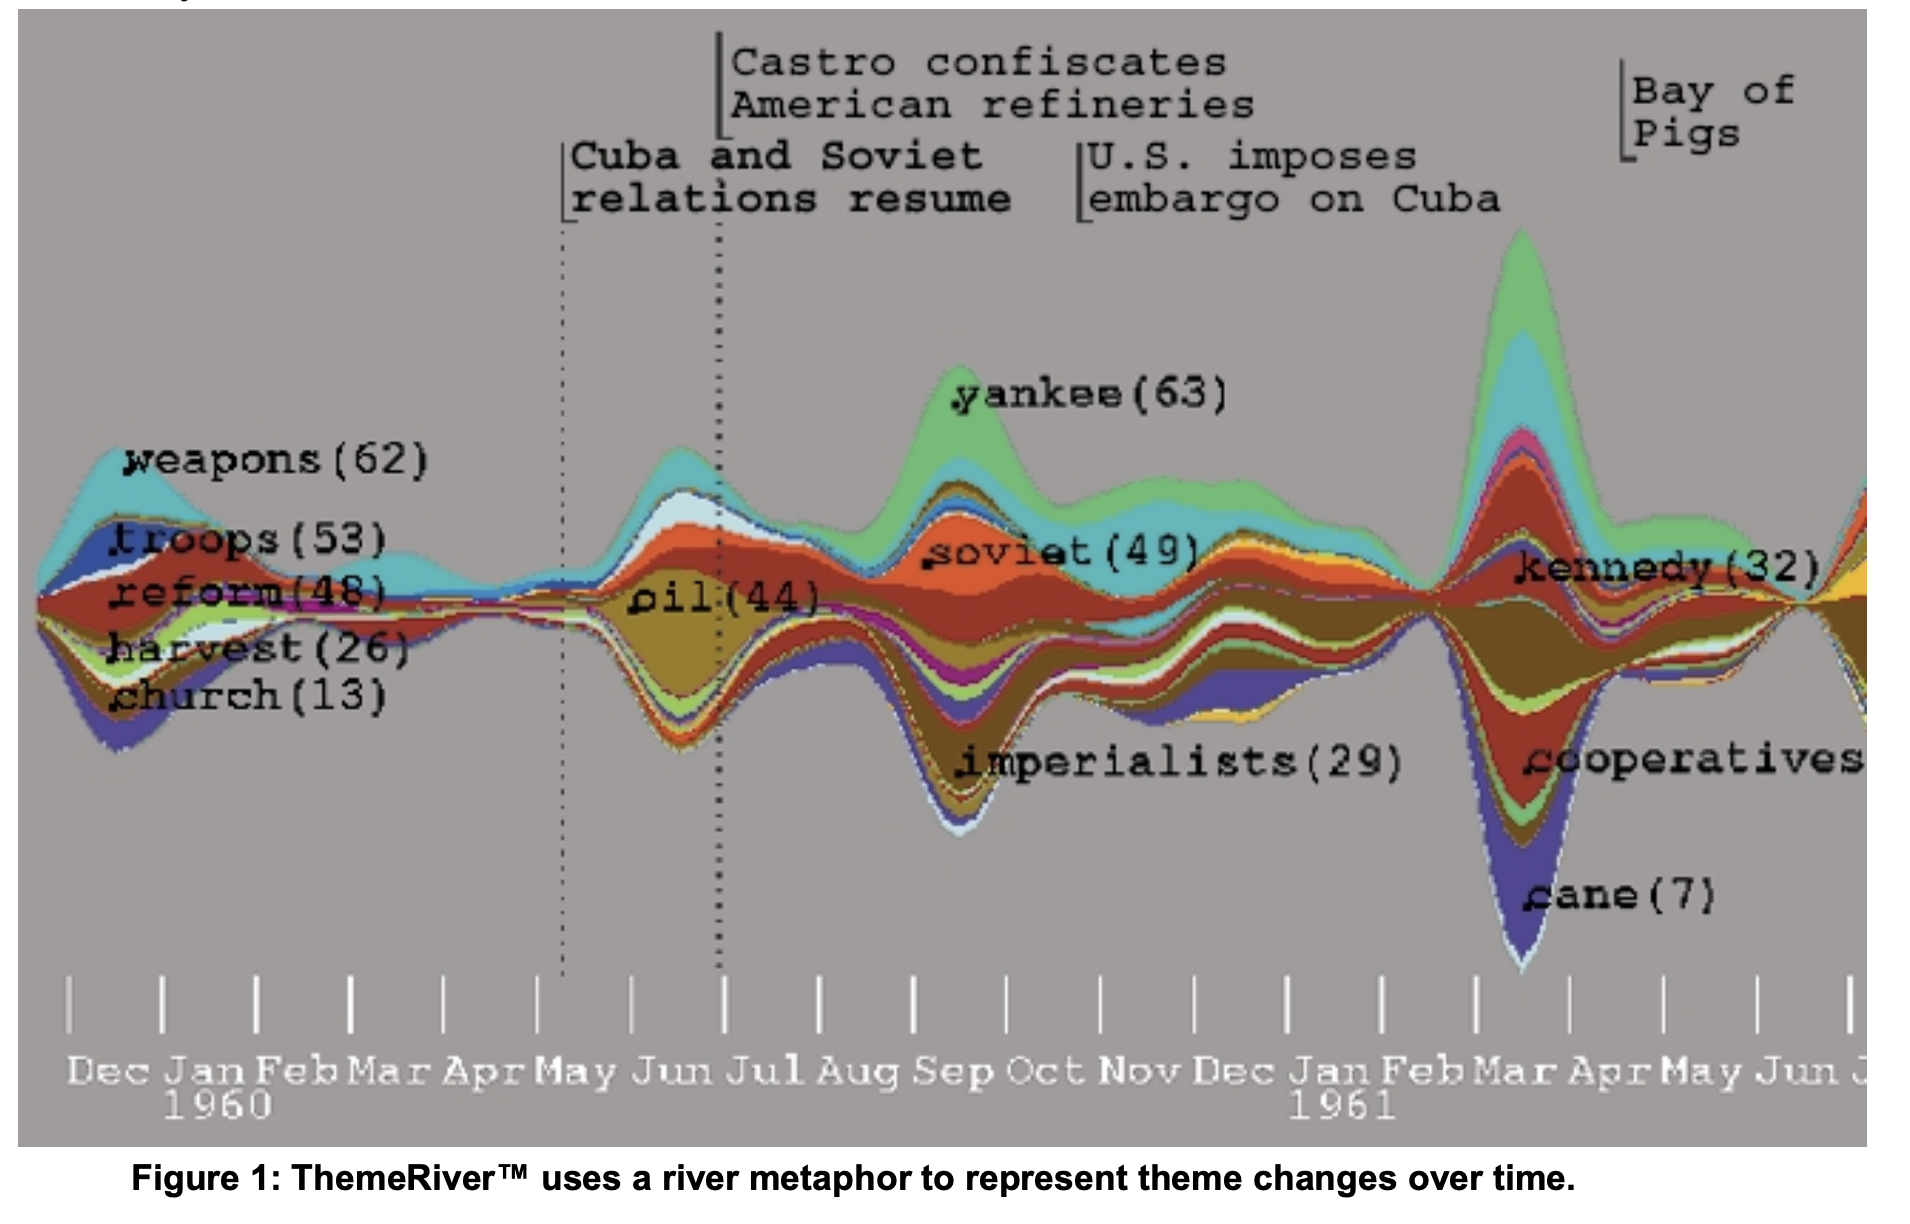 Castro confiscates
American refineries
Bay of
Pigs
Cuba and Soviet
relations resume
U.S. imposes
embargo on Cuba
yankee(63)
weapons(62)
troops(53)
soviet(49)
reform(48)
oil(44)
kennedy(32)
harvest(26)
church(13)
imperialists(29)
cooperatives
cane(7)
Dec Jan Feb Mar Apr May Jun Jul Aug Sep Oct Nov Dec Jan Feb Mar Apr May Jun J
1960 1961
Figure 1: ThemeRiver™ uses a river metaphor to represent theme changes over time.